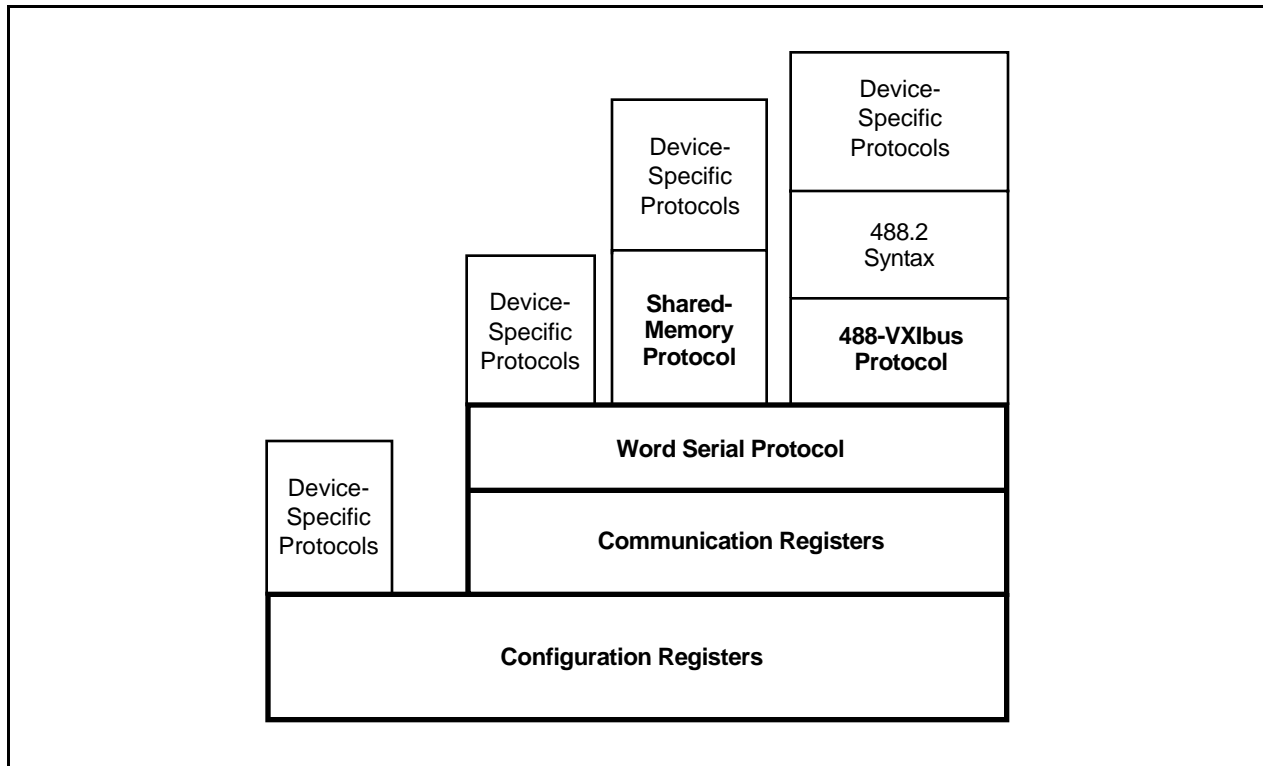 Device-
Specific
Protocols
Device-
Specific
Protocols
488.2
Syntax
Device-
Specific
Protocols
Shared-
Memory
Protocol
488-VXIbus
Protocol
Word Serial Protocol
Device-
Specific
Protocols
Communication Registers
Configuration Registers